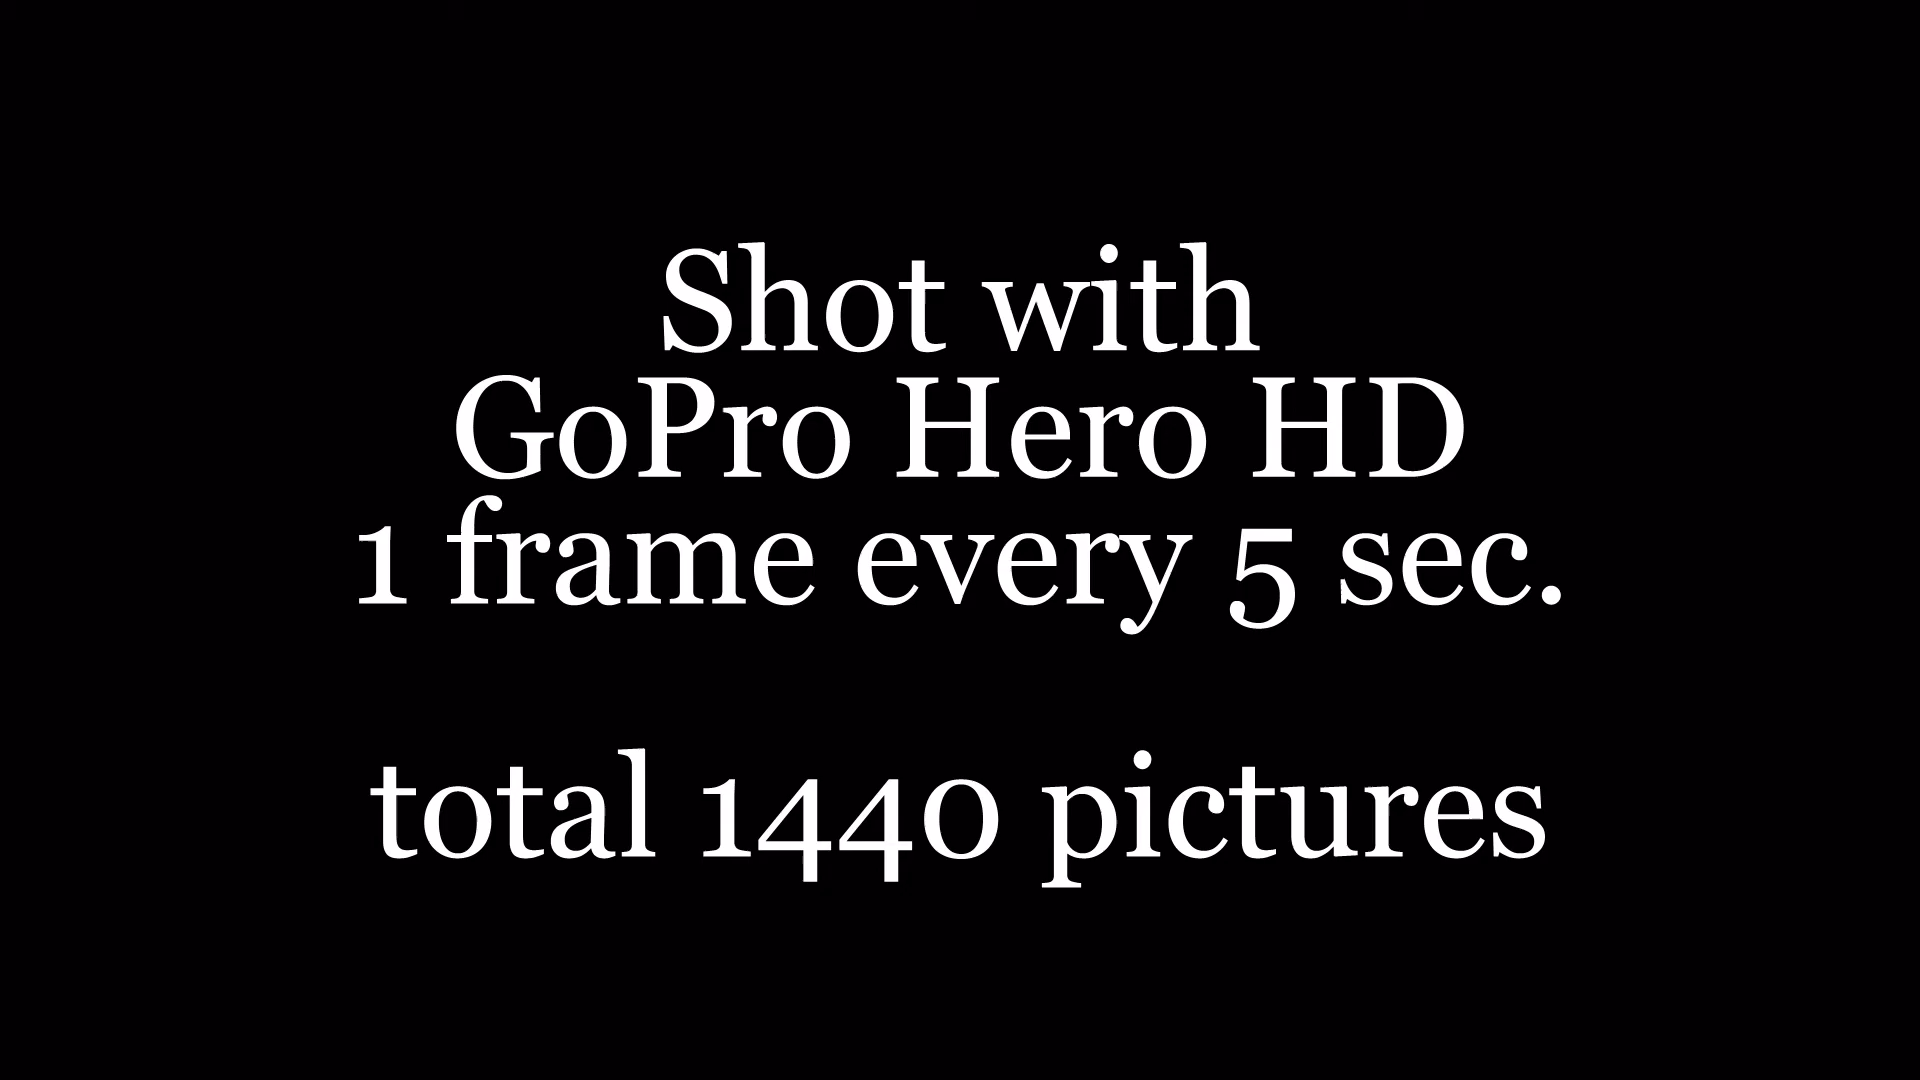 Shot with
GoPro Hero HD
1 frame every 5 sec.
total 1440 pictures